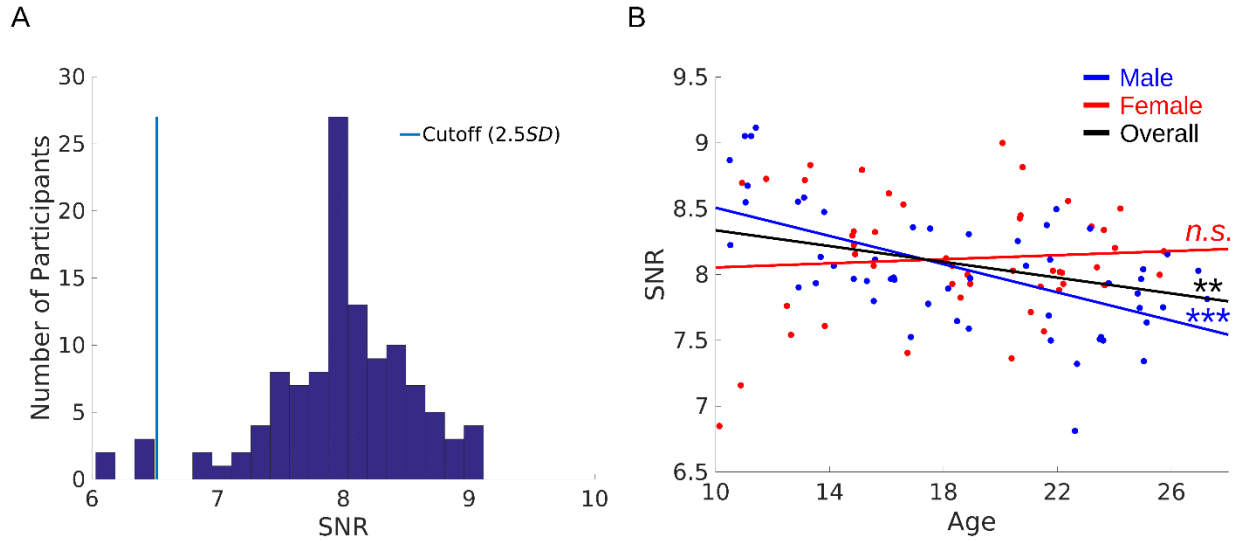 A
30
25
20
15
10
5
0
Number of Participants
Cutoff (2.5SD)
6 7 8 9 10
SNR
B
9.5
9
8.5
8
7.5
7
6.5
SNR
Male
Female
Overall
n.s.
**
***
10 14 18 22 26
Age